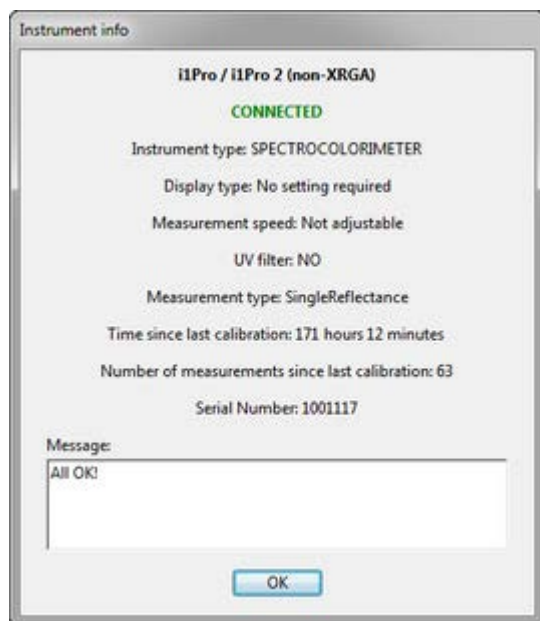 Instrument info
i1Pro / i1Pro 2 (non-XRGA)
CONNECTED
Instrument type: SPECTROCOLORIMETER
Display type: No setting required
Measurement speed: Not adjustable
UV filter: NO
Measurement type: SingleReflectance
Time since last calibration: 171 hours 12 minutes
Number of measurements since last calibration: 63
Serial Number: 1001117
Message:
All OK!
OK